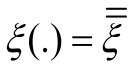 ξ(.) = ξ̿